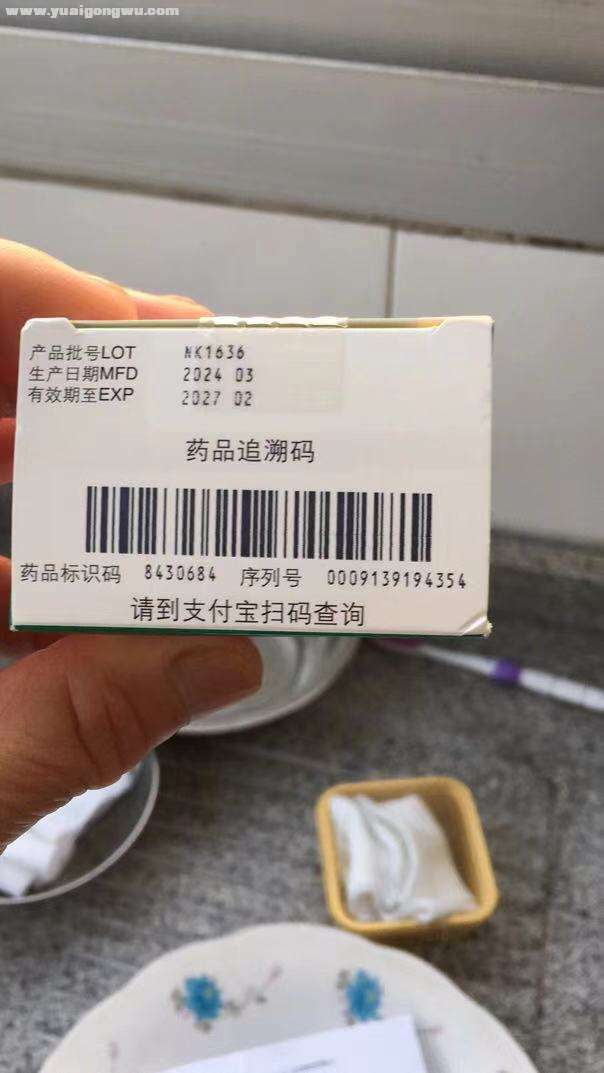 www.yuaigongwu.com
产品批号LOT NK1636
生产日期MFD 2024 03
有效期至EXP 2027 02
药品追溯码
药品标识码 8430684 序列号 0009139194354
请到支付宝扫码查询